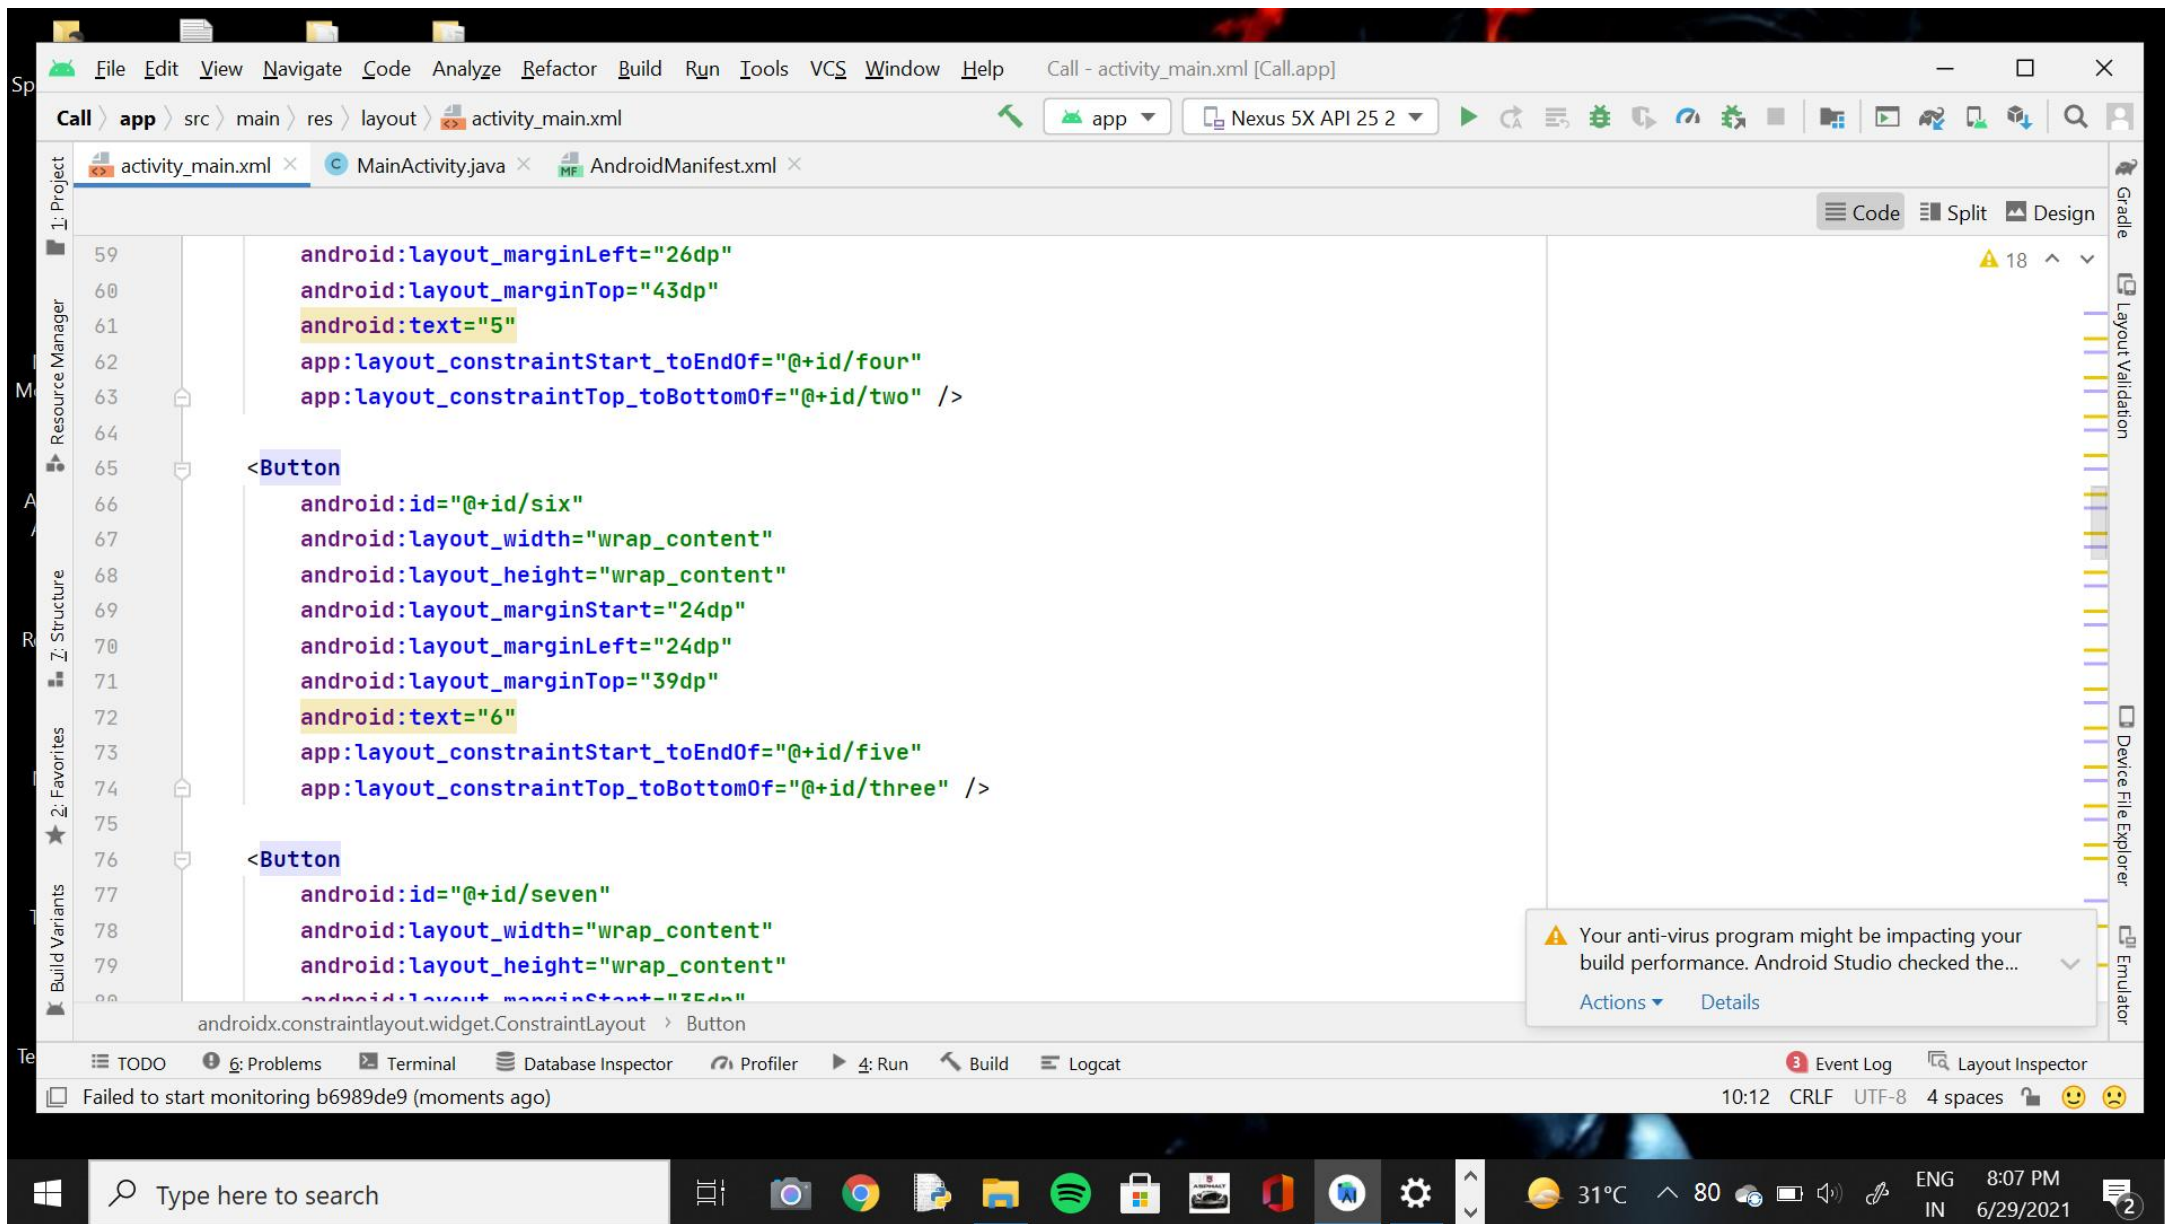 Sp
File Edit View Navigate Code Analyze Refactor Build Run Tools VCS Window Help Call - activity_main.xml [Call.app]
Call app src main res layout activity_main.xml app Nexus 5X API 25 2
activity_main.xml MainActivity.java AndroidManifest.xml
Code Split Design
1: Project
Resource Manager
7: Structure
2: Favorites
Build Variants
59 android:layout_marginLeft="26dp"
60 android:layout_marginTop="43dp"
61 android:text="5"
62 app:layout_constraintStart_toEndOf="@+id/four"
63 app:layout_constraintTop_toBottomOf="@+id/two" />
64
65 <Button
66 android:id="@+id/six"
67 android:layout_width="wrap_content"
68 android:layout_height="wrap_content"
69 android:layout_marginStart="24dp"
70 android:layout_marginLeft="24dp"
71 android:layout_marginTop="39dp"
72 android:text="6"
73 app:layout_constraintStart_toEndOf="@+id/five"
74 app:layout_constraintTop_toBottomOf="@+id/three" />
75
76 <Button
77 android:id="@+id/seven"
78 android:layout_width="wrap_content"
79 android:layout_height="wrap_content"
80 android:layout_marginStart="35dp"
18
Gradle
Layout Validation
Device File Explorer
Emulator
Your anti-virus program might be impacting your
build performance. Android Studio checked the...
Actions Details
androidx.constraintlayout.widget.ConstraintLayout Button
TODO 6: Problems Terminal Database Inspector Profiler 4: Run Build Logcat 3 Event Log Layout Inspector
Failed to start monitoring b6989de9 (moments ago) 10:12 CRLF UTF-8 4 spaces
Type here to search
31°C 80 ENG 8:07 PM
IN 6/29/2021 2